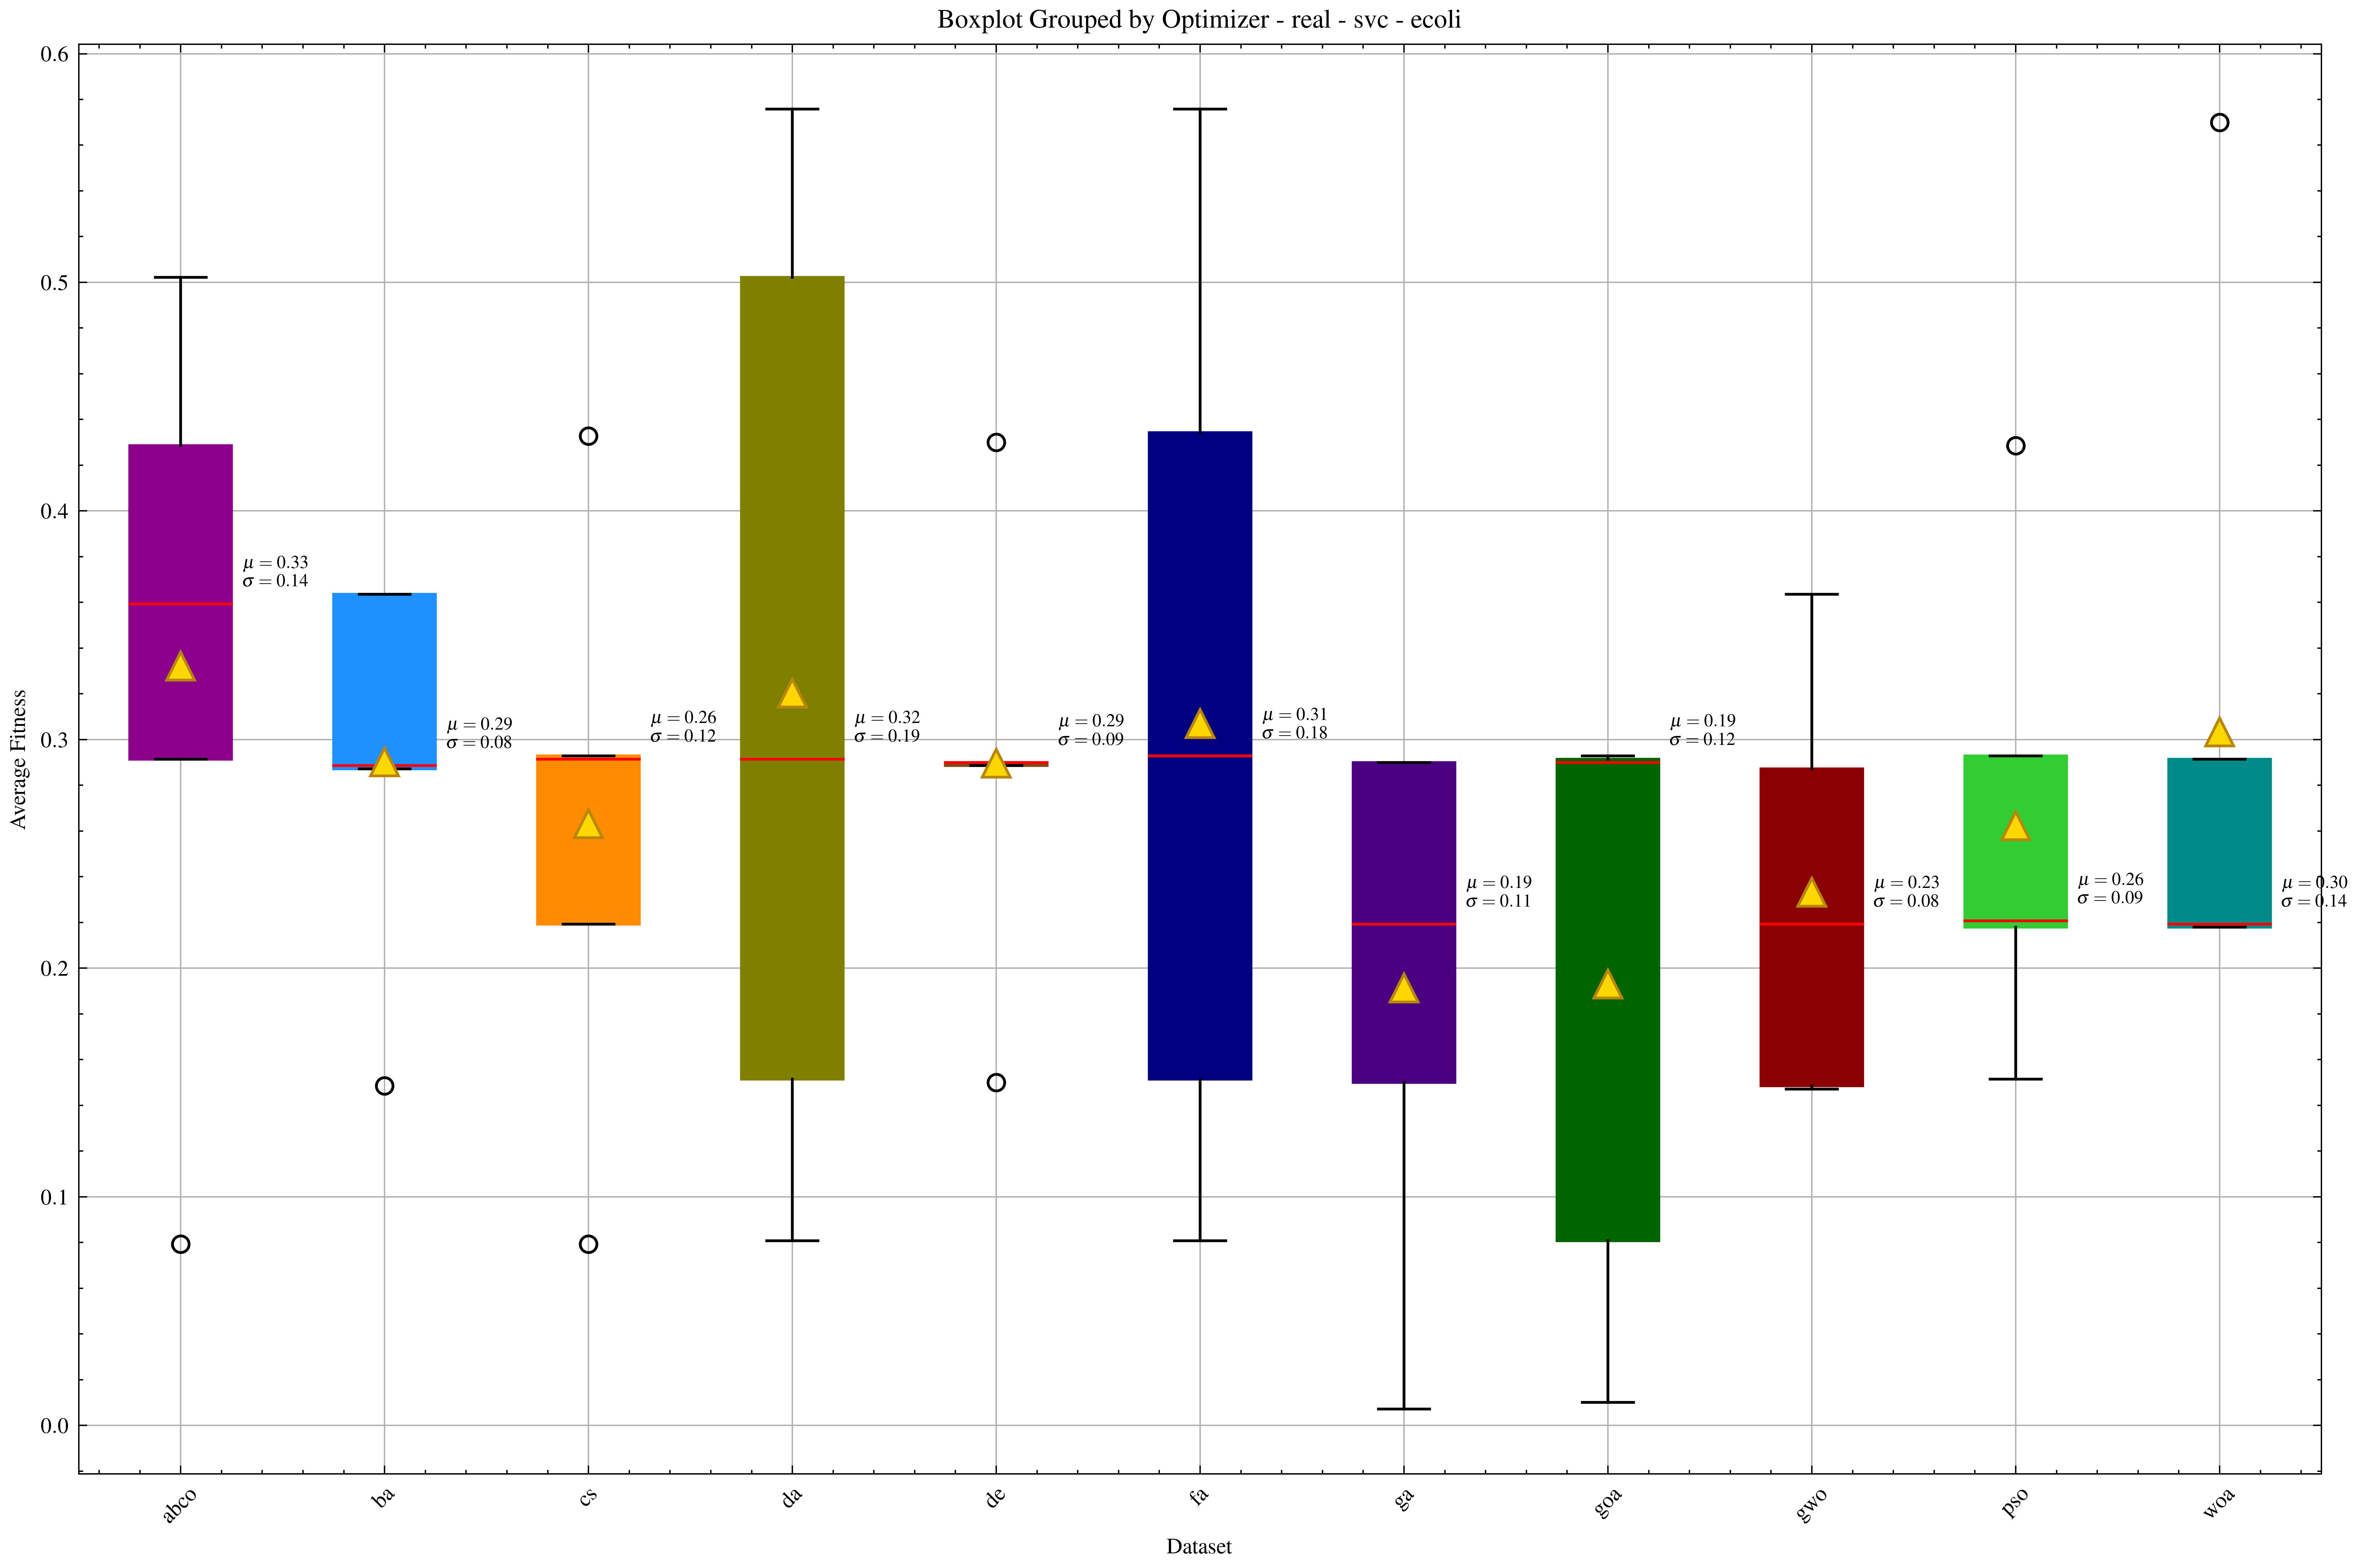 Boxplot Grouped by Optimizer - real - svc - ecoli
Average Fitness
0.6
0.5
0.4
0.3
0.2
0.1
0.0
μ = 0.33
σ = 0.14
μ = 0.29
σ = 0.08
μ = 0.26
σ = 0.12
μ = 0.32
σ = 0.19
μ = 0.29
σ = 0.09
μ = 0.31
σ = 0.18
μ = 0.19
σ = 0.11
μ = 0.19
σ = 0.12
μ = 0.23
σ = 0.08
μ = 0.26
σ = 0.09
μ = 0.30
σ = 0.14
abco
ba
cs
da
de
fa
ga
goa
gwo
pso
woa
Dataset